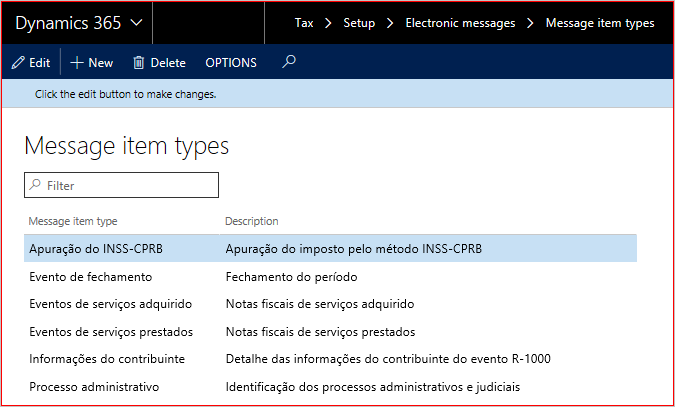 Dynamics 365 Tax Setup Electronic messages Message item types
Edit New Delete OPTIONS
Click the edit button to make changes.
Message item types
Filter
Message item type Description
Apuração do INSS-CPRB Apuração do imposto pelo método INSS-CPRB
Evento de fechamento Fechamento do período
Eventos de serviços adquirido Notas fiscais de serviços adquirido
Eventos de serviços prestados Notas fiscais de serviços prestados
Informações do contribuinte Detalhe das informações do contribuinte do evento R-1000
Processo administrativo Identificação dos processos administrativos e judiciais